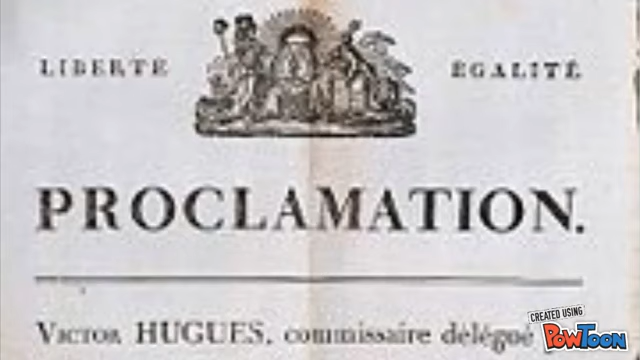 LIBERTÉ ÉGALITÉ
PROCLAMATION.
VICTOR HUGUES, commissaire délégué
CREATED USING
POWTOON